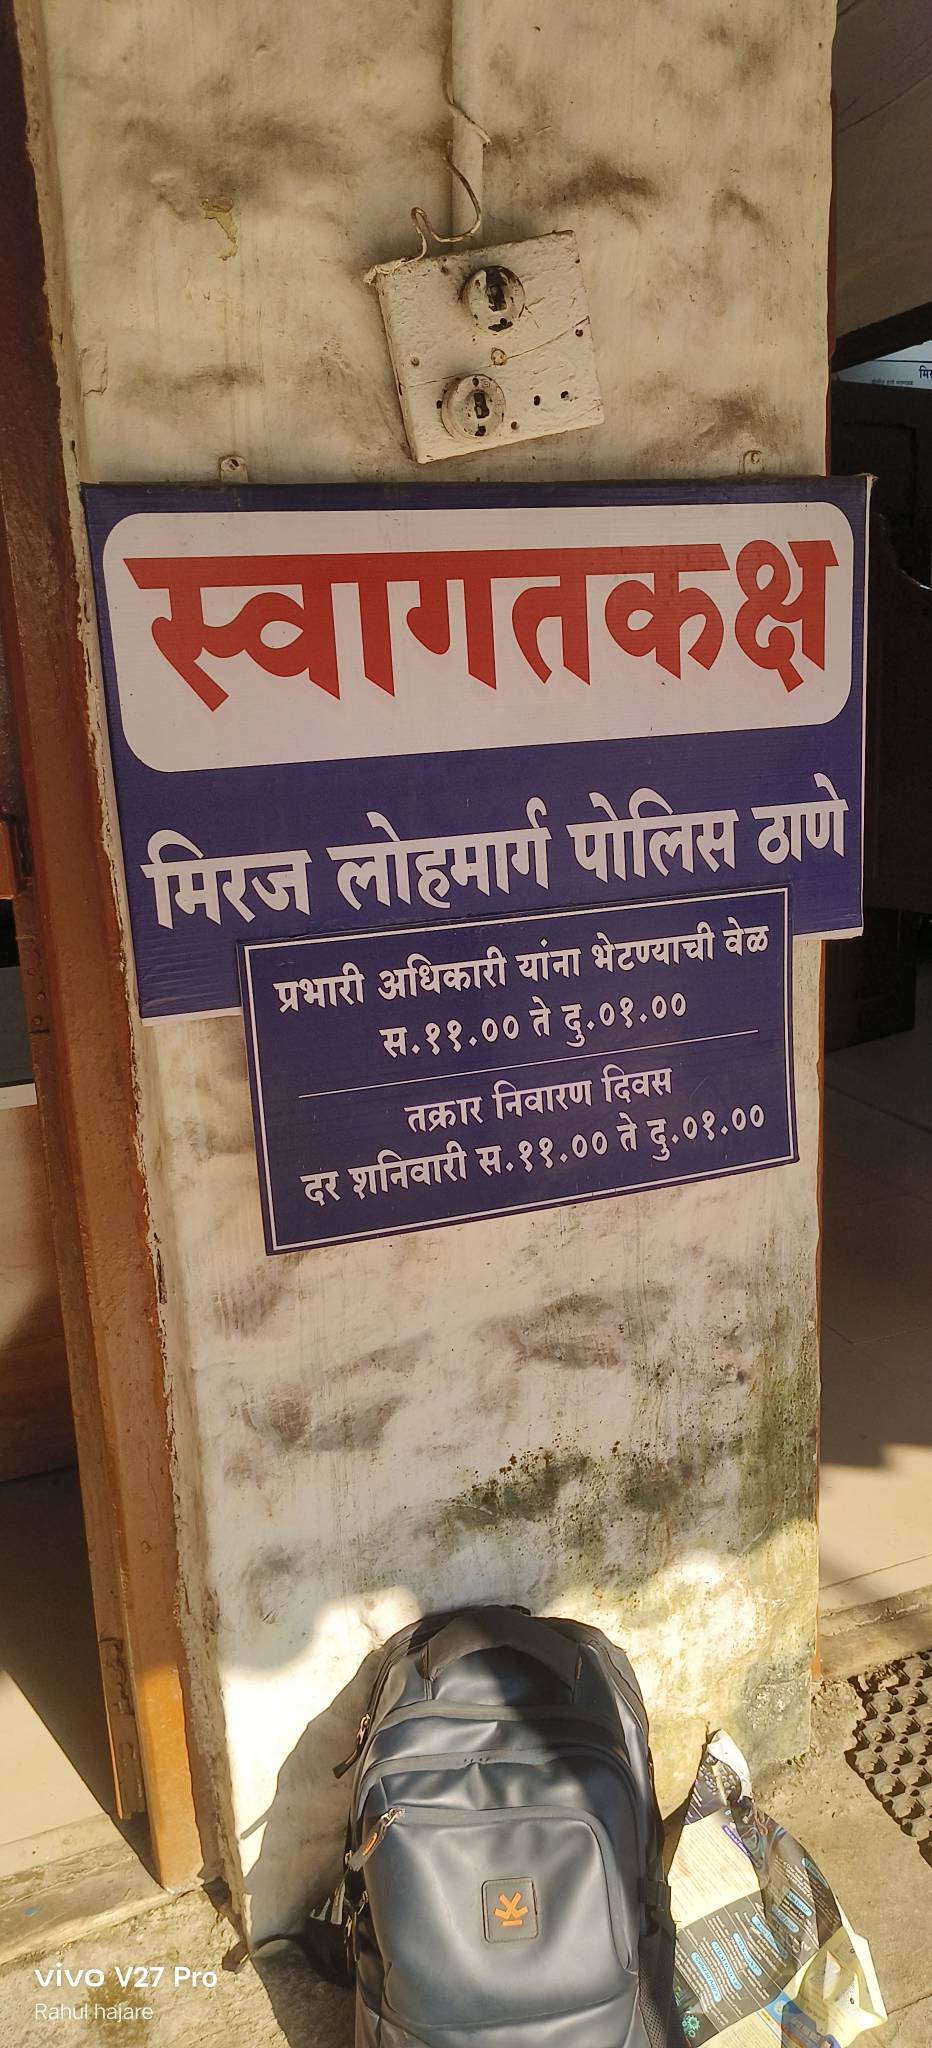 स्वागतकक्ष
मिरज लोहमार्ग पोलिस ठाणे
प्रभारी अधिकारी यांना भेटण्याची वेळ
स.११.०० ते दु.०१.००
तक्रार निवारण दिवस
दर शनिवारी स.११.०० ते दु.०१.००
vivo V27 Pro
Rahul hajare